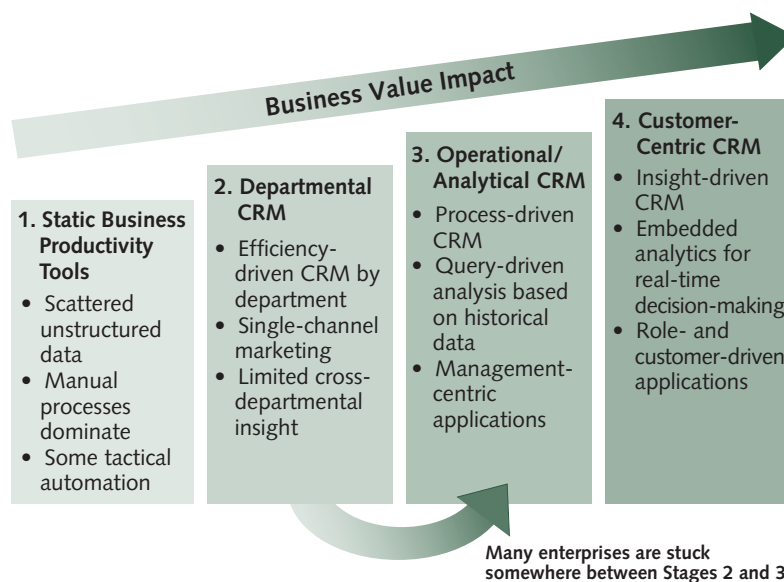 Business Value Impact
1. Static Business
Productivity
Tools
• Scattered
unstructured
data
• Manual
processes
dominate
• Some tactical
automation
2. Departmental
CRM
• Efficiency-
driven CRM by
department
• Single-channel
marketing
• Limited cross-
departmental
insight
3. Operational/
Analytical CRM
• Process-driven
CRM
• Query-driven
analysis based
on historical
data
• Management-
centric
applications
4. Customer-
Centric CRM
• Insight-driven
CRM
• Embedded
analytics for
real-time
decision-making
• Role- and
customer-driven
applications
Many enterprises are stuck
somewhere between Stages 2 and 3